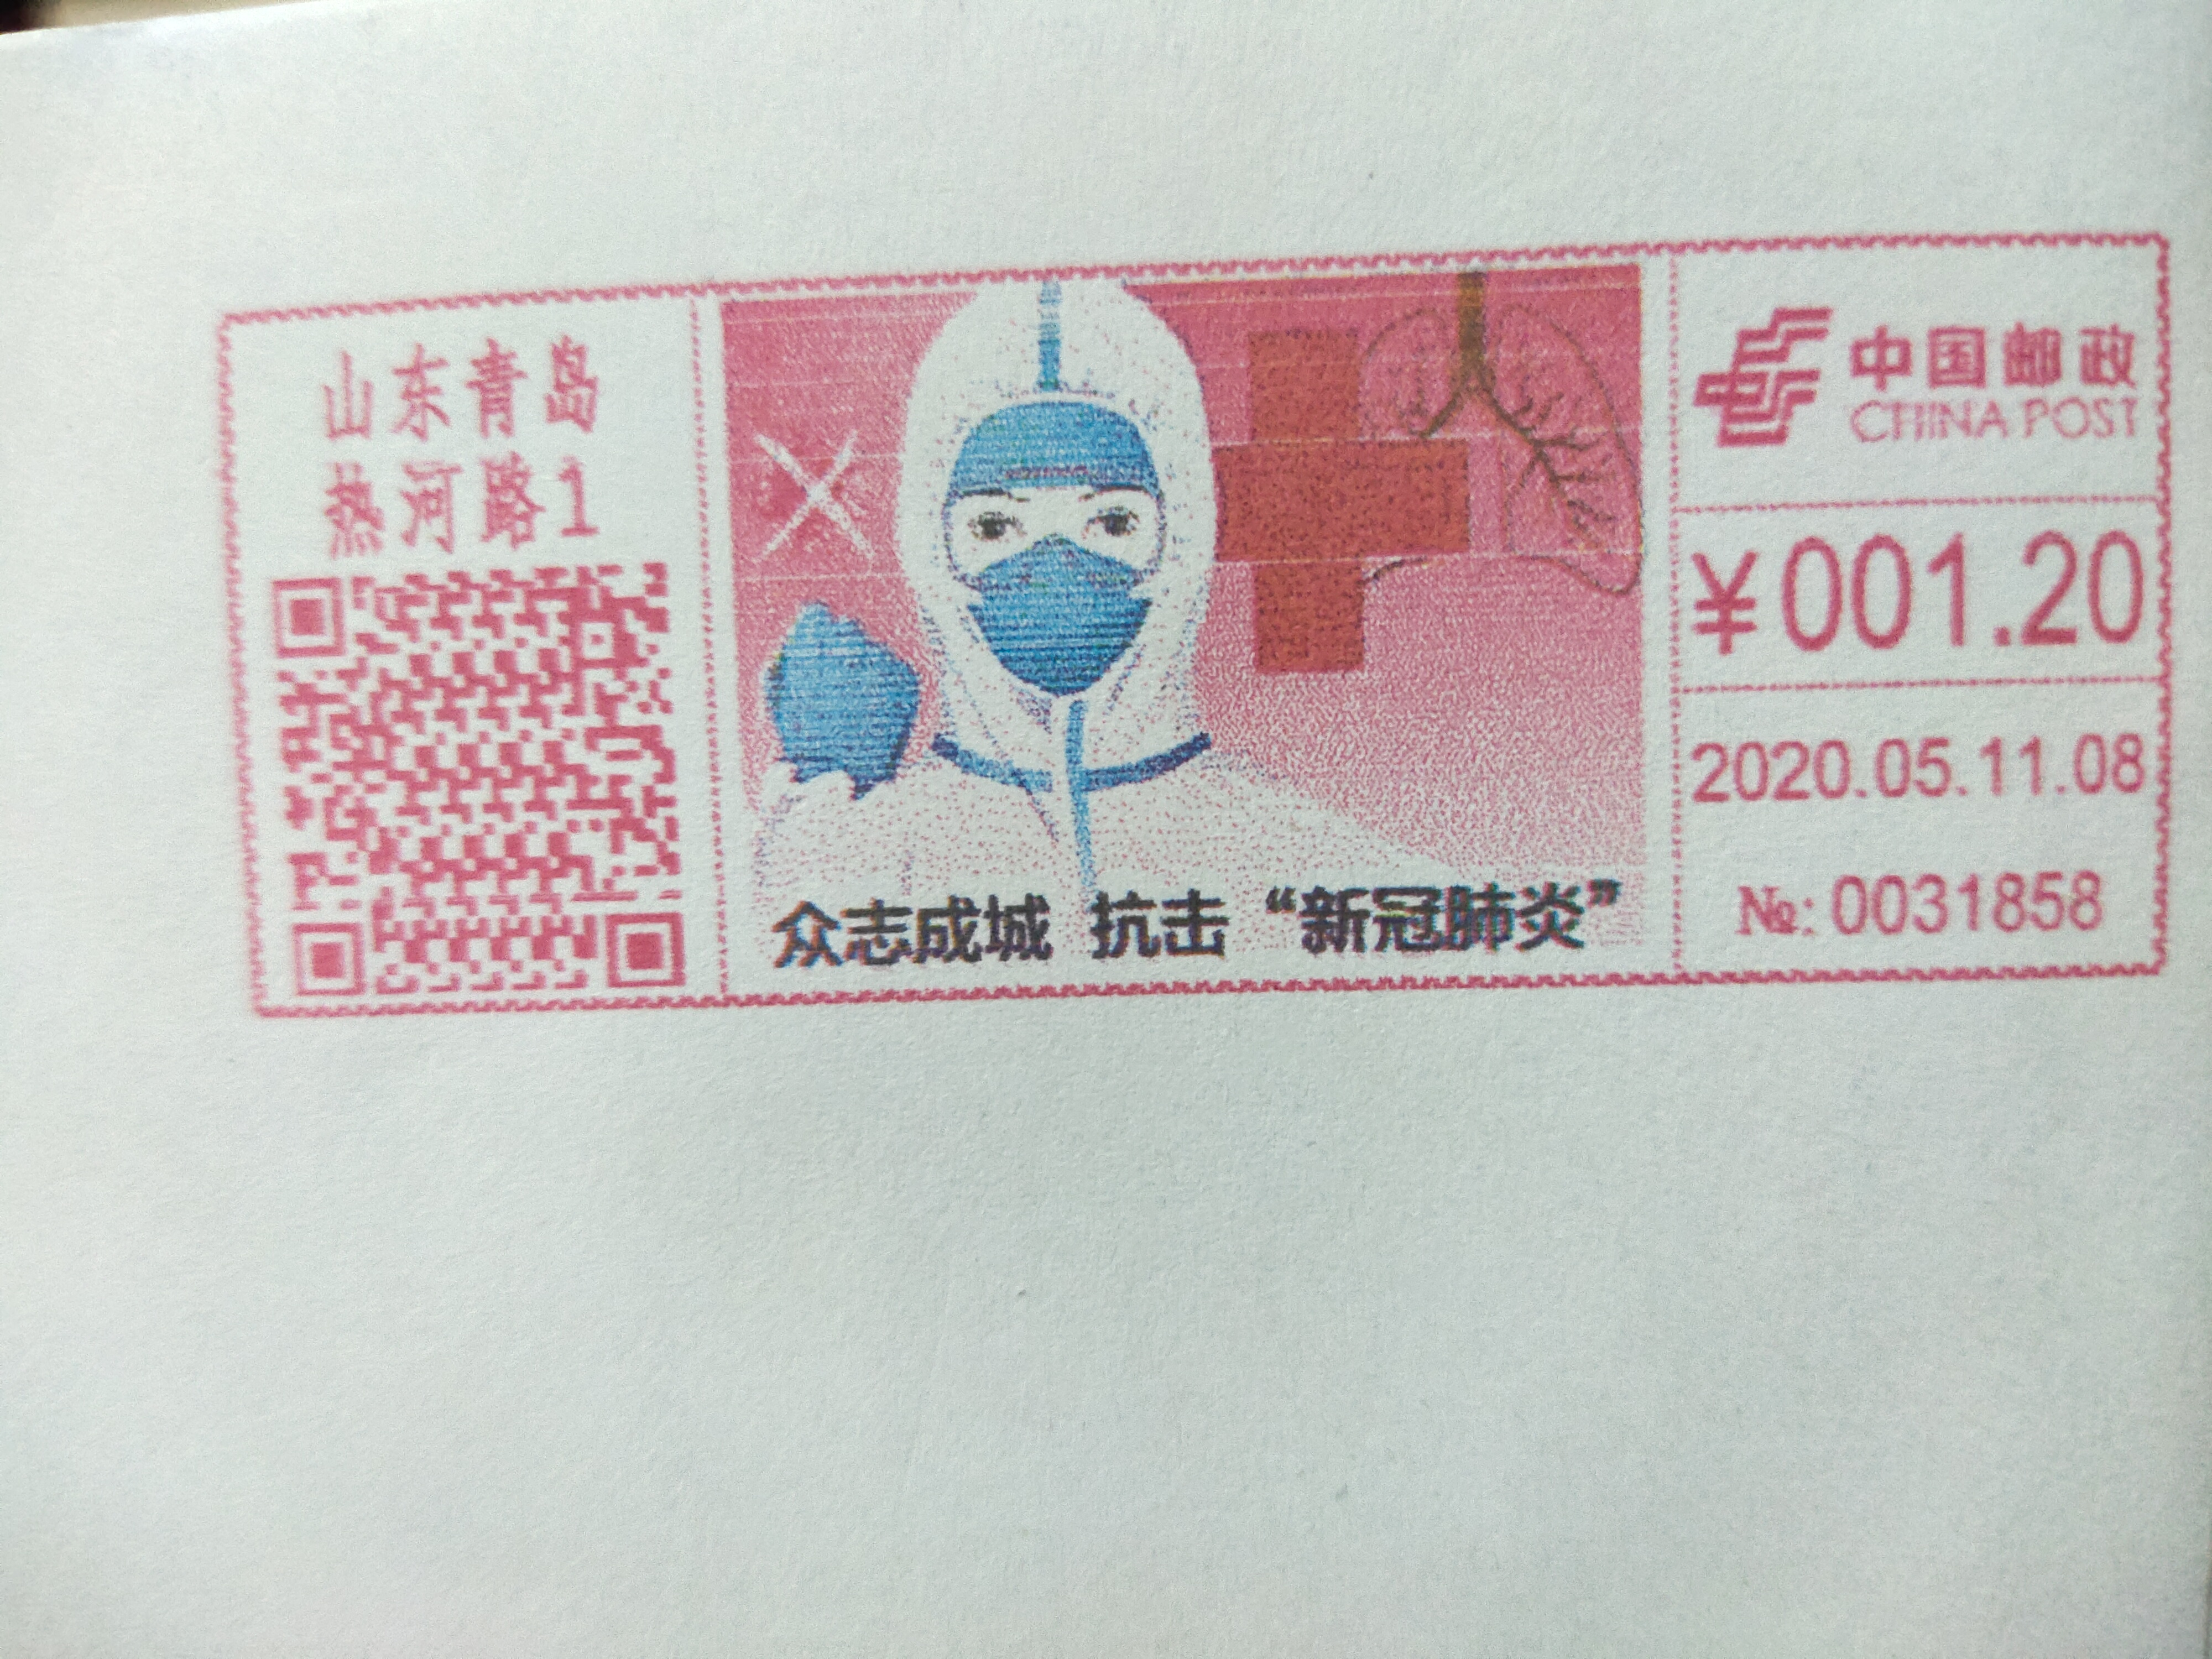 山东青岛
热河路1
众志成城 抗击“新冠肺炎”
中国邮政
CHINA POST
¥001.20
2020.05.11.08
№: 0031858